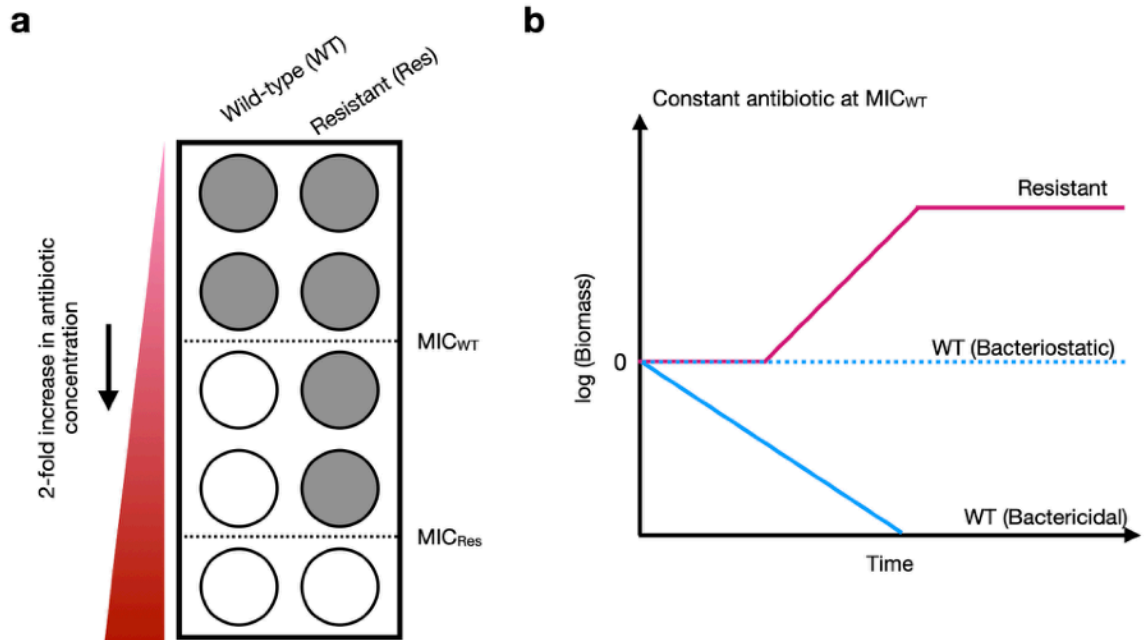 a
Wild-type (WT)
Resistant (Res)
2-fold increase in antibiotic
concentration
MICWT
MICRes
b
Constant antibiotic at MICWT
log (Biomass)
0
Resistant
WT (Bacteriostatic)
WT (Bactericidal)
Time